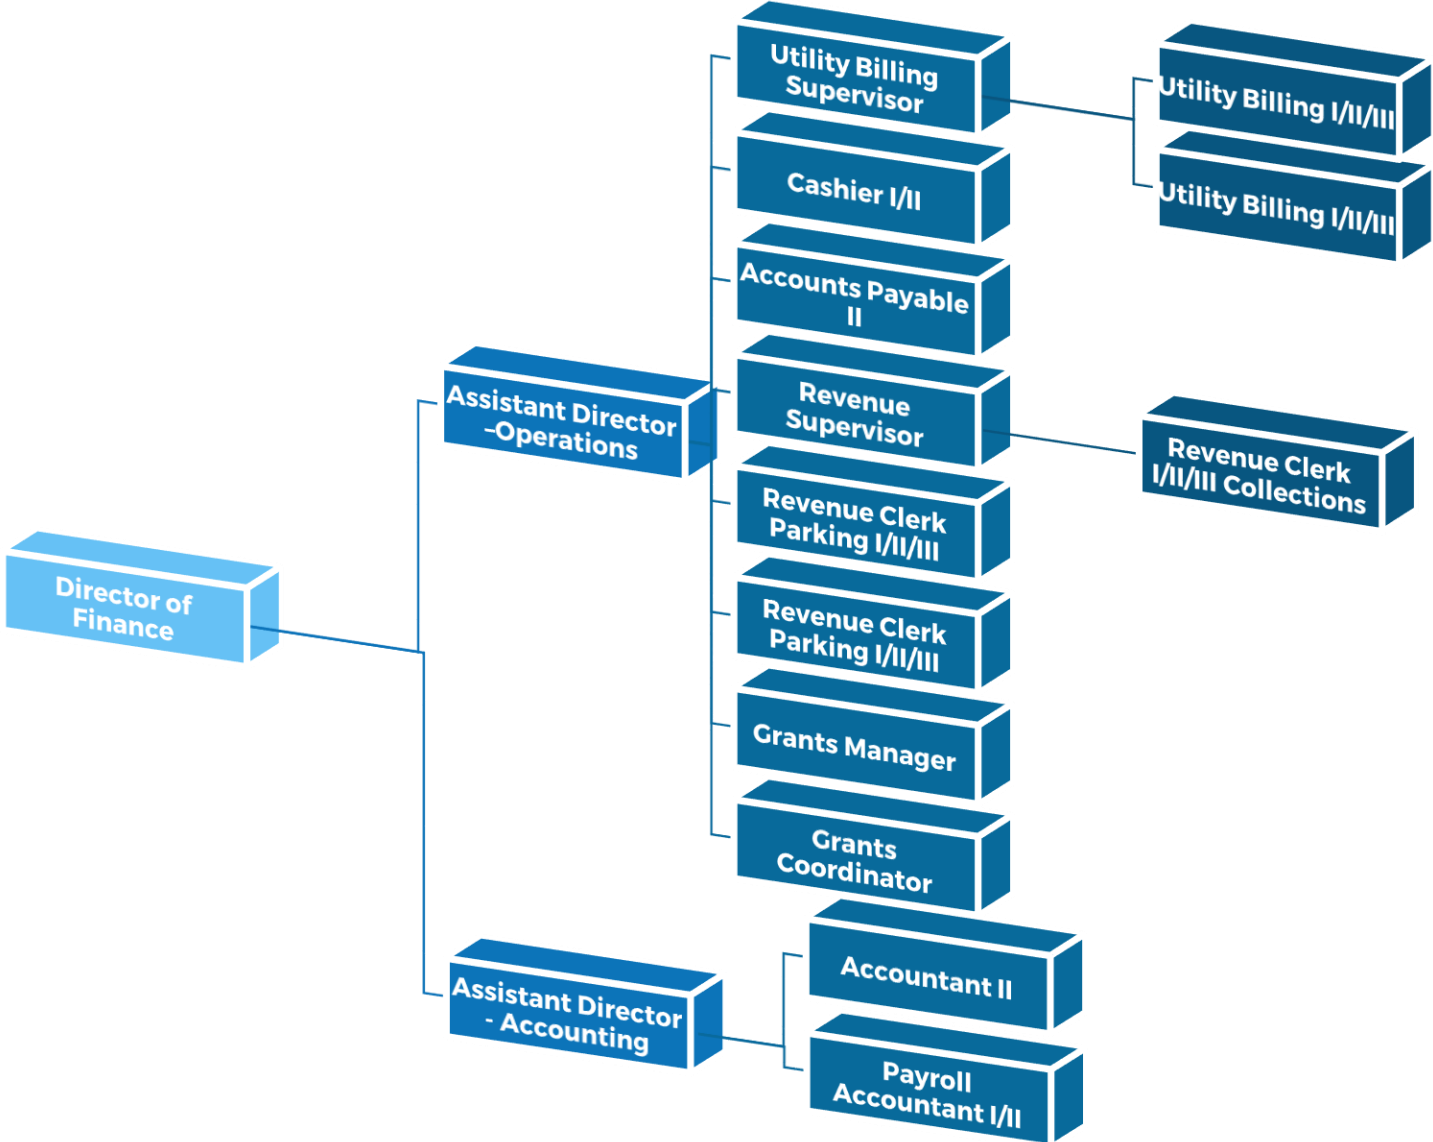 Director of
Finance
Assistant Director
–Operations
Utility Billing
Supervisor
Utility Billing I/II/III
Utility Billing I/II/III
Cashier I/II
Accounts Payable
II
Revenue
Supervisor
Revenue Clerk
I/II/III Collections
Revenue Clerk
Parking I/II/III
Revenue Clerk
Parking I/II/III
Grants Manager
Grants
Coordinator
Assistant Director
- Accounting
Accountant II
Payroll
Accountant I/II